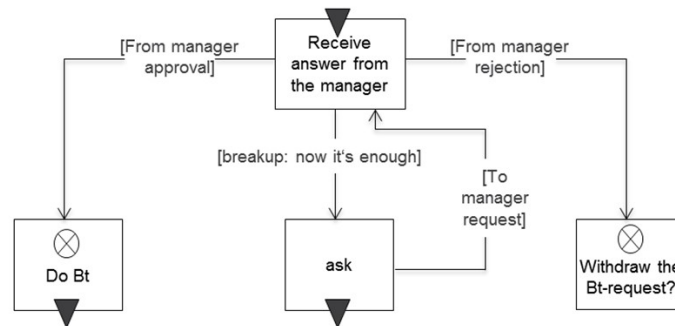 Receive
answer from
the manager
[From manager
approval]
[From manager
rejection]
[breakup: now it's enough]
[To
manager
request]
Do Bt
ask
Withdraw the
Bt-request?